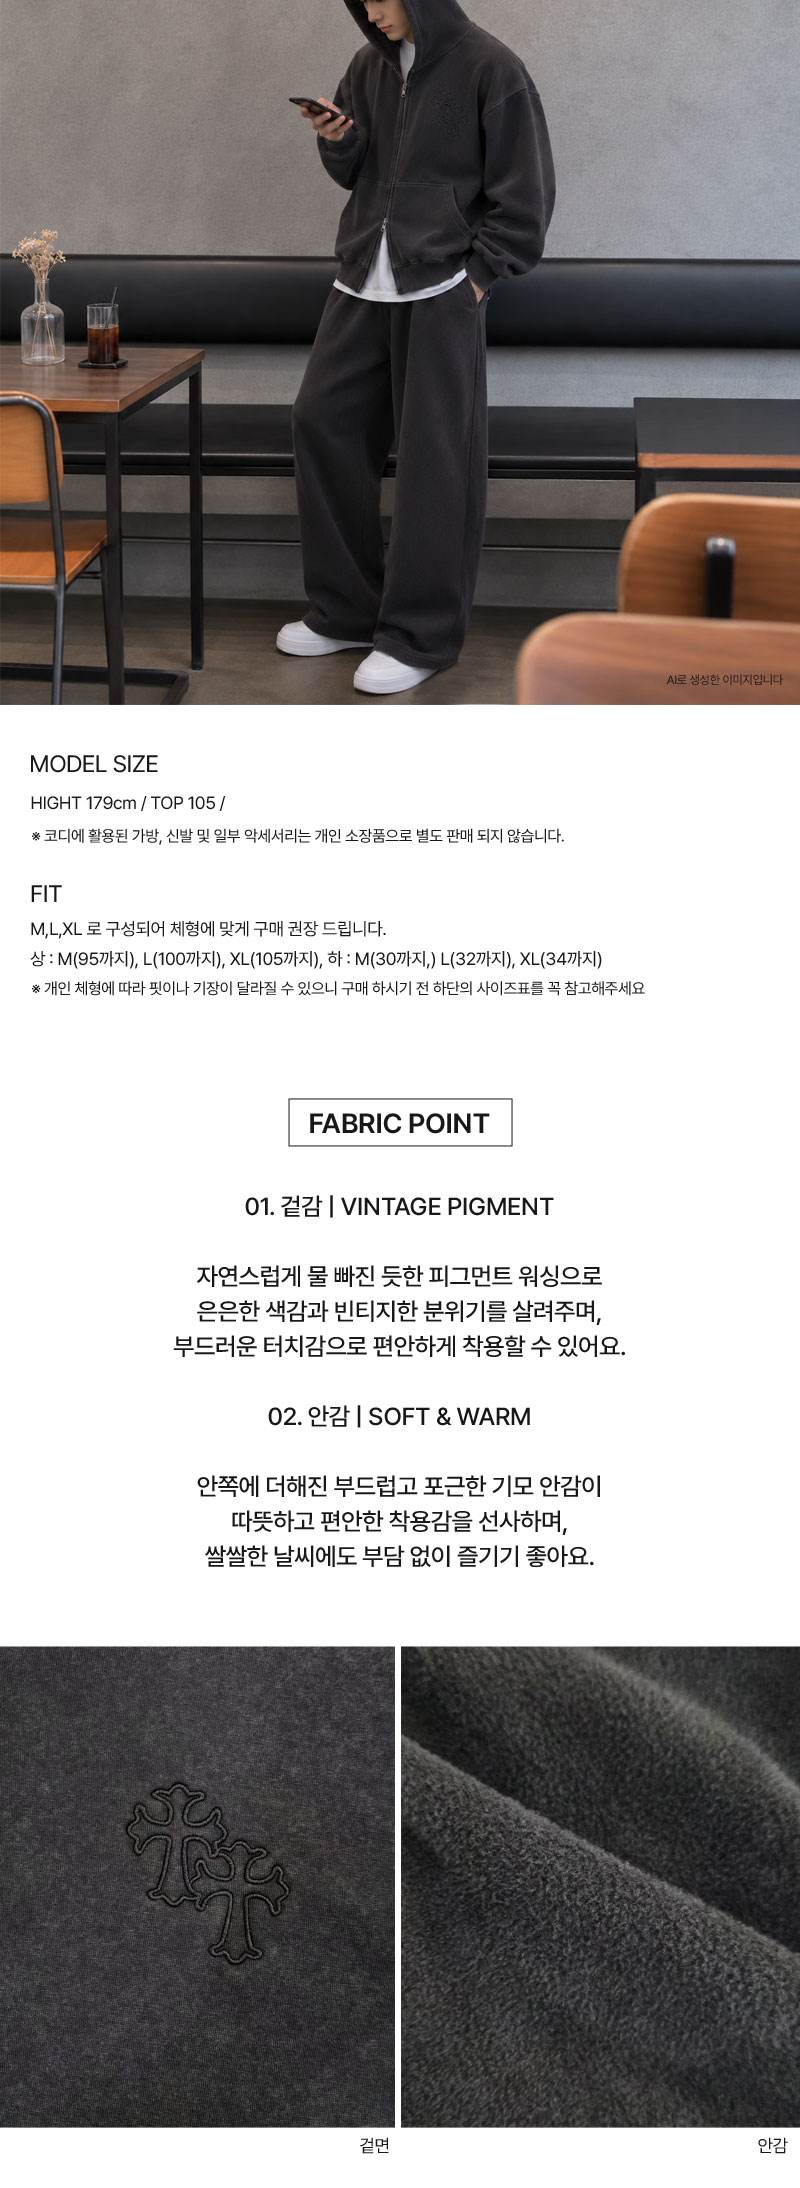 AI로 생성한 이미지입니다
MODEL SIZE
HIGHT 179cm / TOP 105 /
※ 코디에 활용된 가방, 신발 및 일부 악세서리는 개인 소장품으로 별도 판매 되지 않습니다.
FIT
M,L,XL 로 구성되어 체형에 맞게 구매 권장 드립니다.
상 : M(95까지), L(100까지), XL(105까지), 하 : M(30까지,) L(32까지), XL(34까지)
※ 개인 체형에 따라 핏이나 기장이 달라질 수 있으니 구매 하시기 전 하단의 사이즈표를 꼭 참고해주세요
FABRIC POINT
01. 겉감 | VINTAGE PIGMENT
자연스럽게 물 빠진 듯한 피그먼트 워싱으로
은은한 색감과 빈티지한 분위기를 살려주며,
부드러운 터치감으로 편안하게 착용할 수 있어요.
02. 안감 | SOFT & WARM
안쪽에 더해진 부드럽고 포근한 기모 안감이
따뜻하고 편안한 착용감을 선사하며,
쌀쌀한 날씨에도 부담 없이 즐기기 좋아요.
겉면
안감